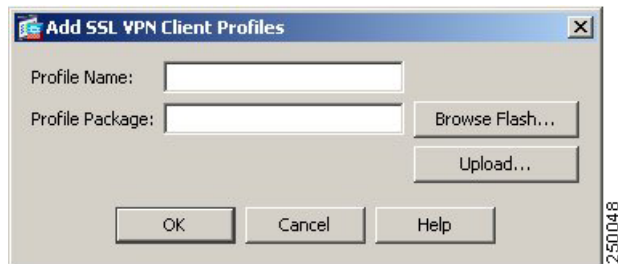 Add SSL VPN Client Profiles
Profile Name:
Profile Package:
Browse Flash...
Upload...
OK Cancel Help
250048